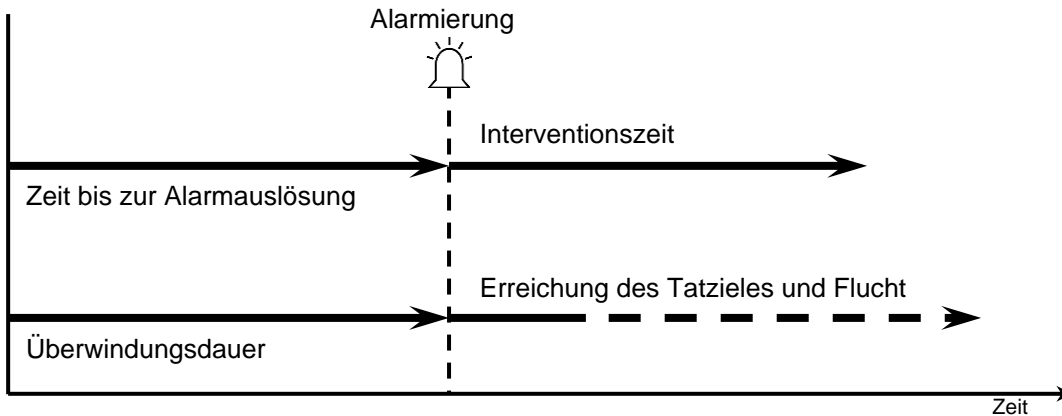 Alarmierung
Interventionszeit
Zeit bis zur Alarmauslösung
Erreichung des Tatzieles und Flucht
Überwindungsdauer
Zeit